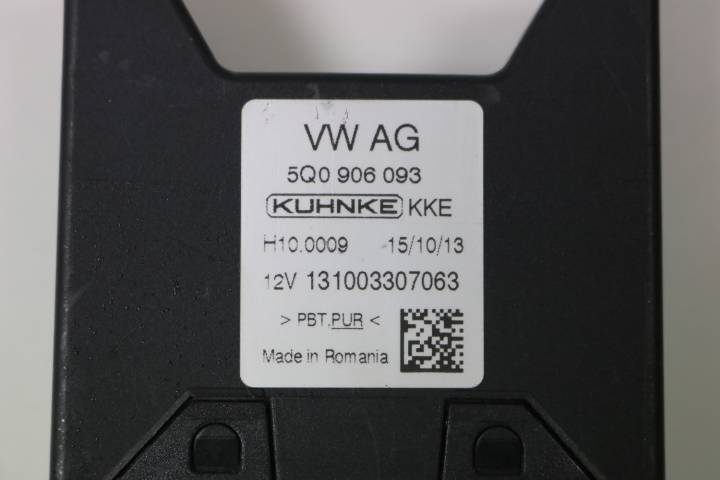 VW AG
5Q0 906 093
KUHNKE KKE
H10.0009 15/10/13
12V 131003307063
> PBT.PUR <
Made in Romania